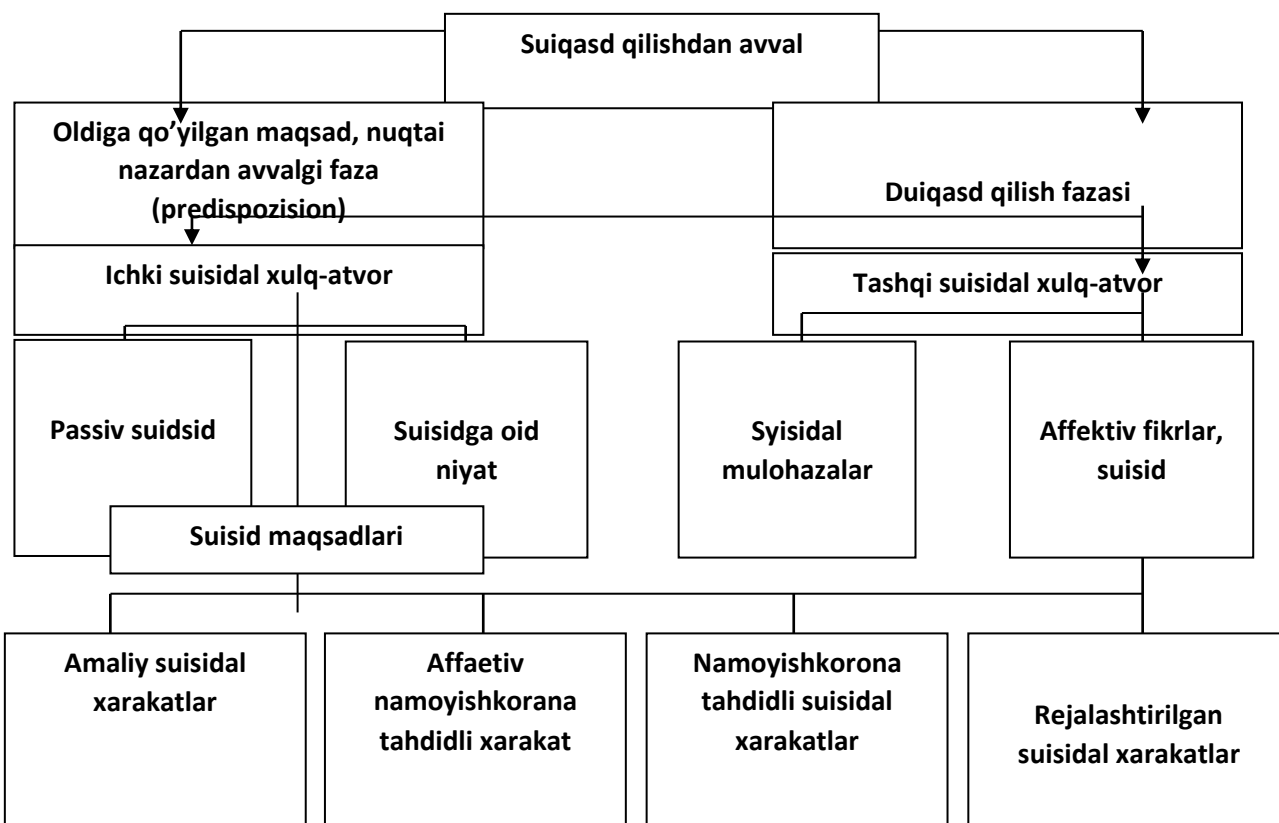 Suiqasd qilishdan avval
Oldiga qo’yilgan maqsad, nuqtai
nazardan avvalgi faza
(predispozision)
Duiqasd qilish fazasi
Ichki suisidal xulq-atvor
Tashqi suisidal xulq-atvor
Passiv suidsid
Suisidga oid
niyat
Syisidal
mulohazalar
Affektiv fikrlar,
suisid
Suisid maqsadlari
Amaliy suisidal
xarakatlar
Affaetiv
namoyishkorana
tahdidli xarakat
Namoyishkorona
tahdidli suisidal
xarakatlar
Rejalashtirilgan
suisidal xarakatlar